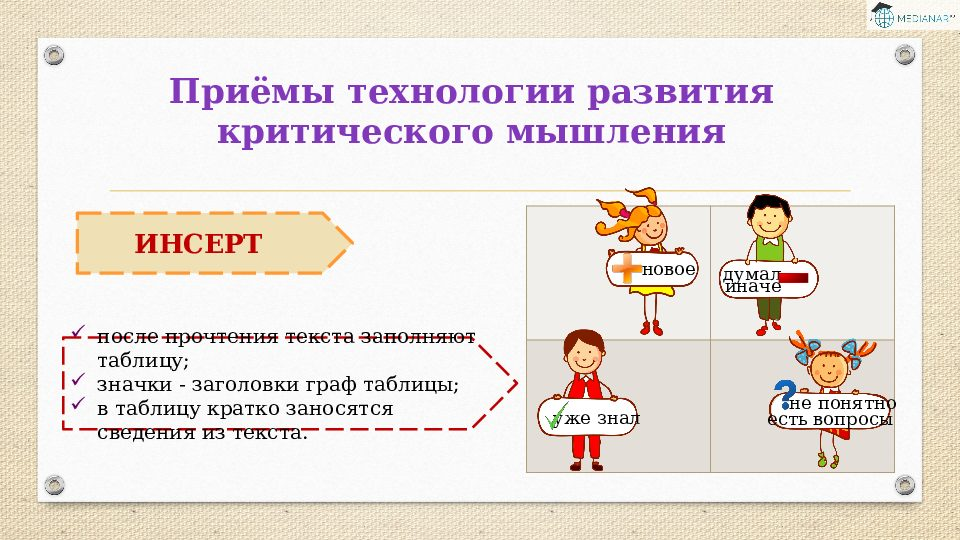 MEDIANAR
Приёмы технологии развития
критического мышления
ИНСЕРТ
✓ после прочтения текста заполняют
таблицу;
✓ значки - заголовки граф таблицы;
✓ в таблицу кратко заносятся
сведения из текста.
+ новое
думал −
иначе
✓ уже знал
? не понятно
есть вопросы